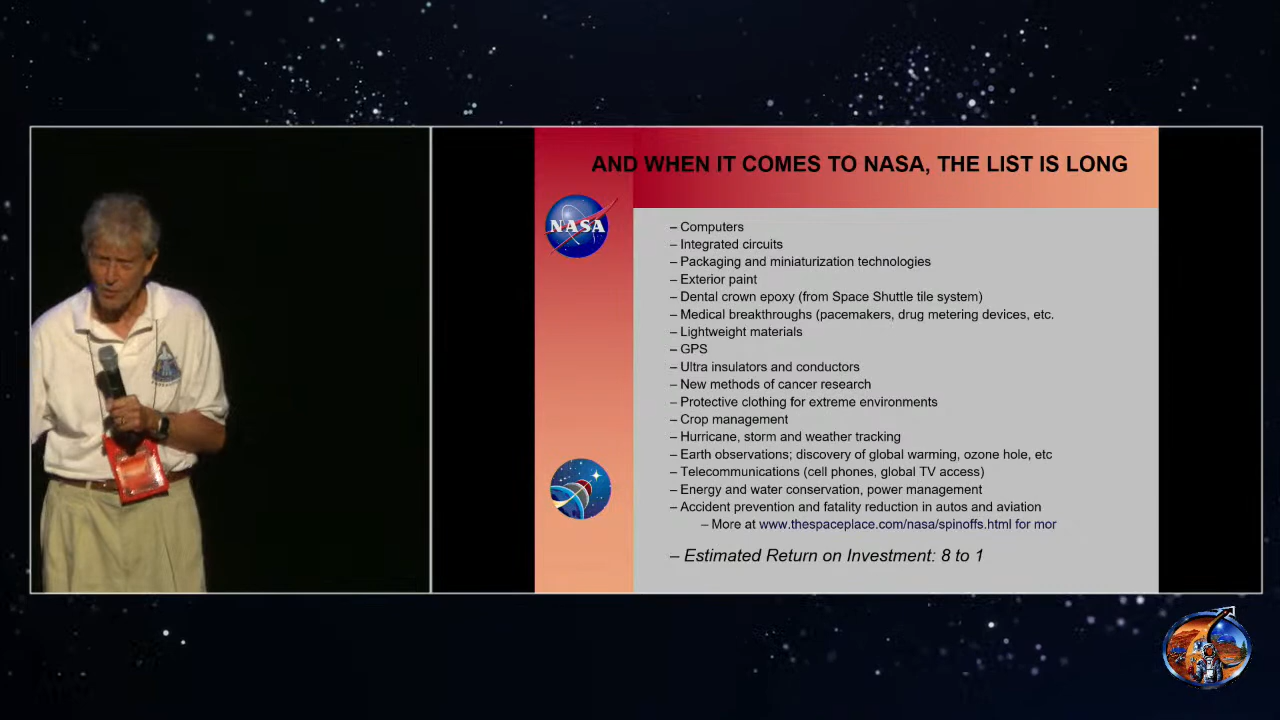 AND WHEN IT COMES TO NASA, THE LIST IS LONG
NASA
– Computers
– Integrated circuits
– Packaging and miniaturization technologies
– Exterior paint
– Dental crown epoxy (from Space Shuttle tile system)
– Medical breakthroughs (pacemakers, drug metering devices, etc.
– Lightweight materials
– GPS
– Ultra insulators and conductors
– New methods of cancer research
– Protective clothing for extreme environments
– Crop management
– Hurricane, storm and weather tracking
– Earth observations; discovery of global warming, ozone hole, etc
– Telecommunications (cell phones, global TV access)
– Energy and water conservation, power management
– Accident prevention and fatality reduction in autos and aviation
– More at www.thespaceplace.com/nasa/spinoffs.html for mor
– Estimated Return on Investment: 8 to 1